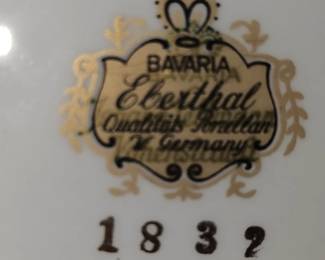 BAVARIA
Eberthal
Qualitäts Porzellan
W. Germany
1832